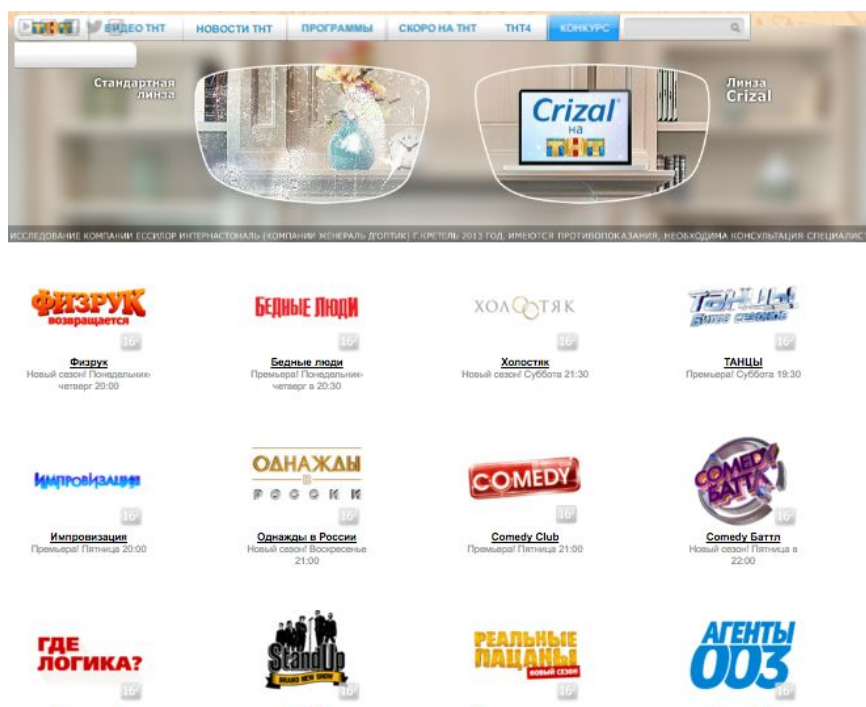 ВИДЕО ТНТ НОВОСТИ ТНТ ПРОГРАММЫ СКОРО НА ТНТ ТНТ4 КОНКУРС
Стандартная
линза
Линза
Crizal
Crizal®
на
ТНТ
ИССЛЕДОВАНИЕ КОМПАНИИ ЕССИЛОР ИНТЕРНАСТОНАЛЬ (КОМПАНИИ ЖЕНЕРАЛЬ Д'ОПТИК) Г.КРЕТЕЛЬ 2013 ГОД. ИМЕЮТСЯ ПРОТИВОПОКАЗАНИЯ, НЕОБХОДИМА КОНСУЛЬТАЦИЯ СПЕЦИАЛИС
ФИЗРУК
возвращается
16+
Физрук
Новый сезон! Понедельник-
четверг 20:00
БЕДНЫЕ ЛЮДИ
16+
Бедные люди
Премьера! Понедельник-
четверг в 20:30
ХОЛОСТЯК
16+
Холостяк
Новый сезон! Суббота 21:30
ТАНЦЫ
Битва сезонов
16+
ТАНЦЫ
Премьера! Суббота 19:30
ИМПРОВИЗАЦИЯ
16+
Импровизация
Премьера! Пятница 20:00
ОДНАЖДЫ
В
РОССИИ
16+
Однажды в России
Новый сезон! Воскресенье
21:00
COMEDY
16+
Comedy Club
Премьера! Пятница 21:00
COMEDY
БАТТЛ
16+
Comedy Баттл
Новый сезон! Пятница в
22:00
ГДЕ
ЛОГИКА?
16+
StandUp
BRAND NEW SHOW
16+
РЕАЛЬНЫЕ
ПАЦАНЫ
НОВЫЙ СЕЗОН
16+
АГЕНТЫ
003
16+